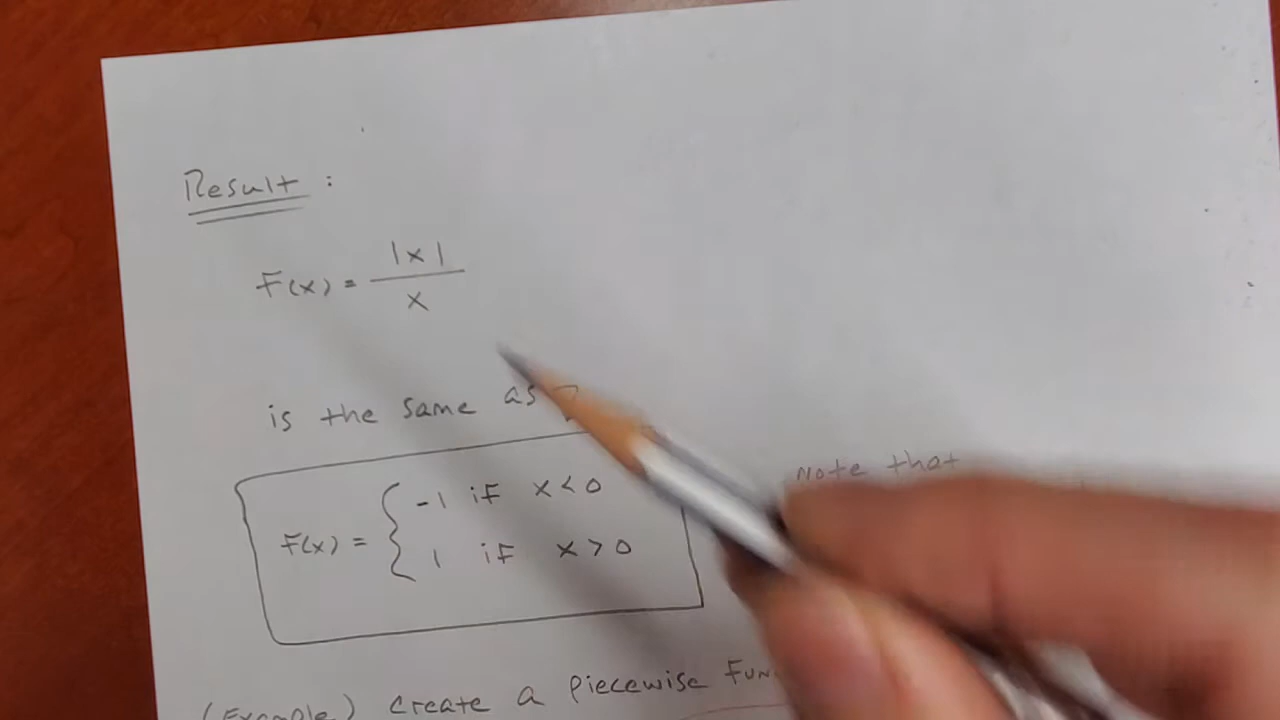 Result :
F(x) = |x| / x
is the same as
Note that
F(x) = { -1 if x < 0
1 if x > 0
(Example) create a piecewise